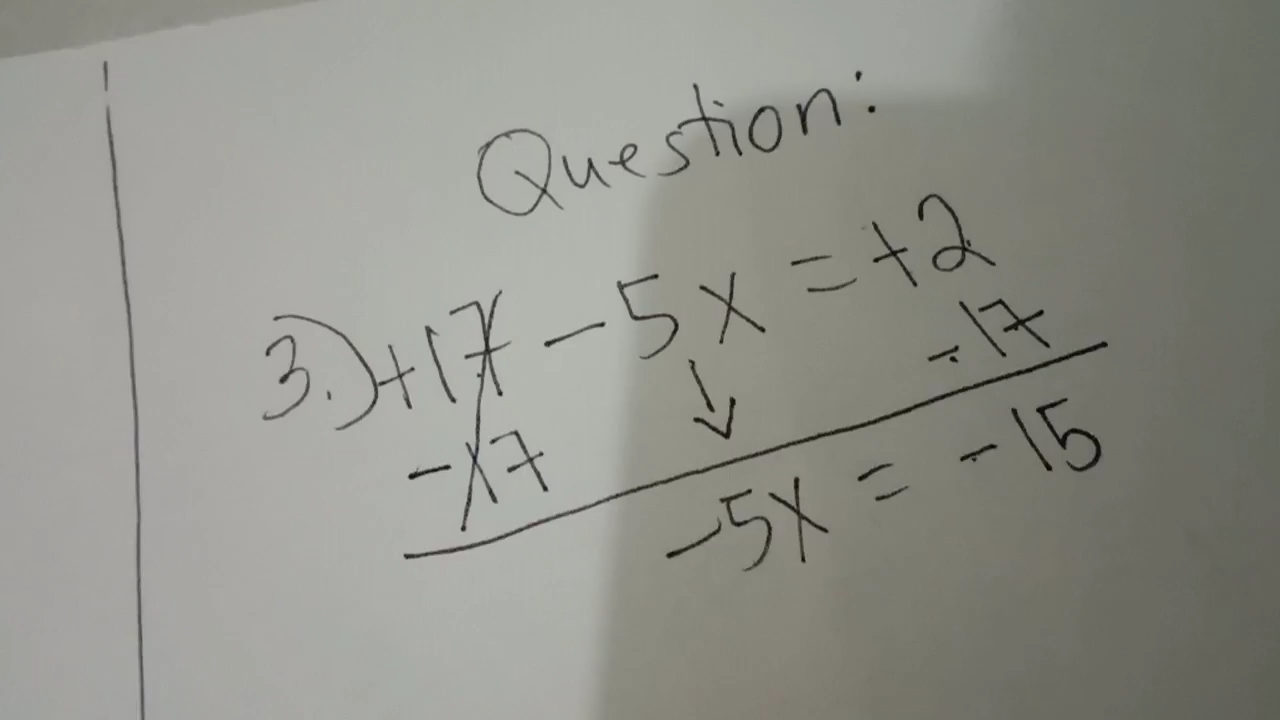 Question:
3.) +17 - 5x = +2
-17 -17
-5x = -15